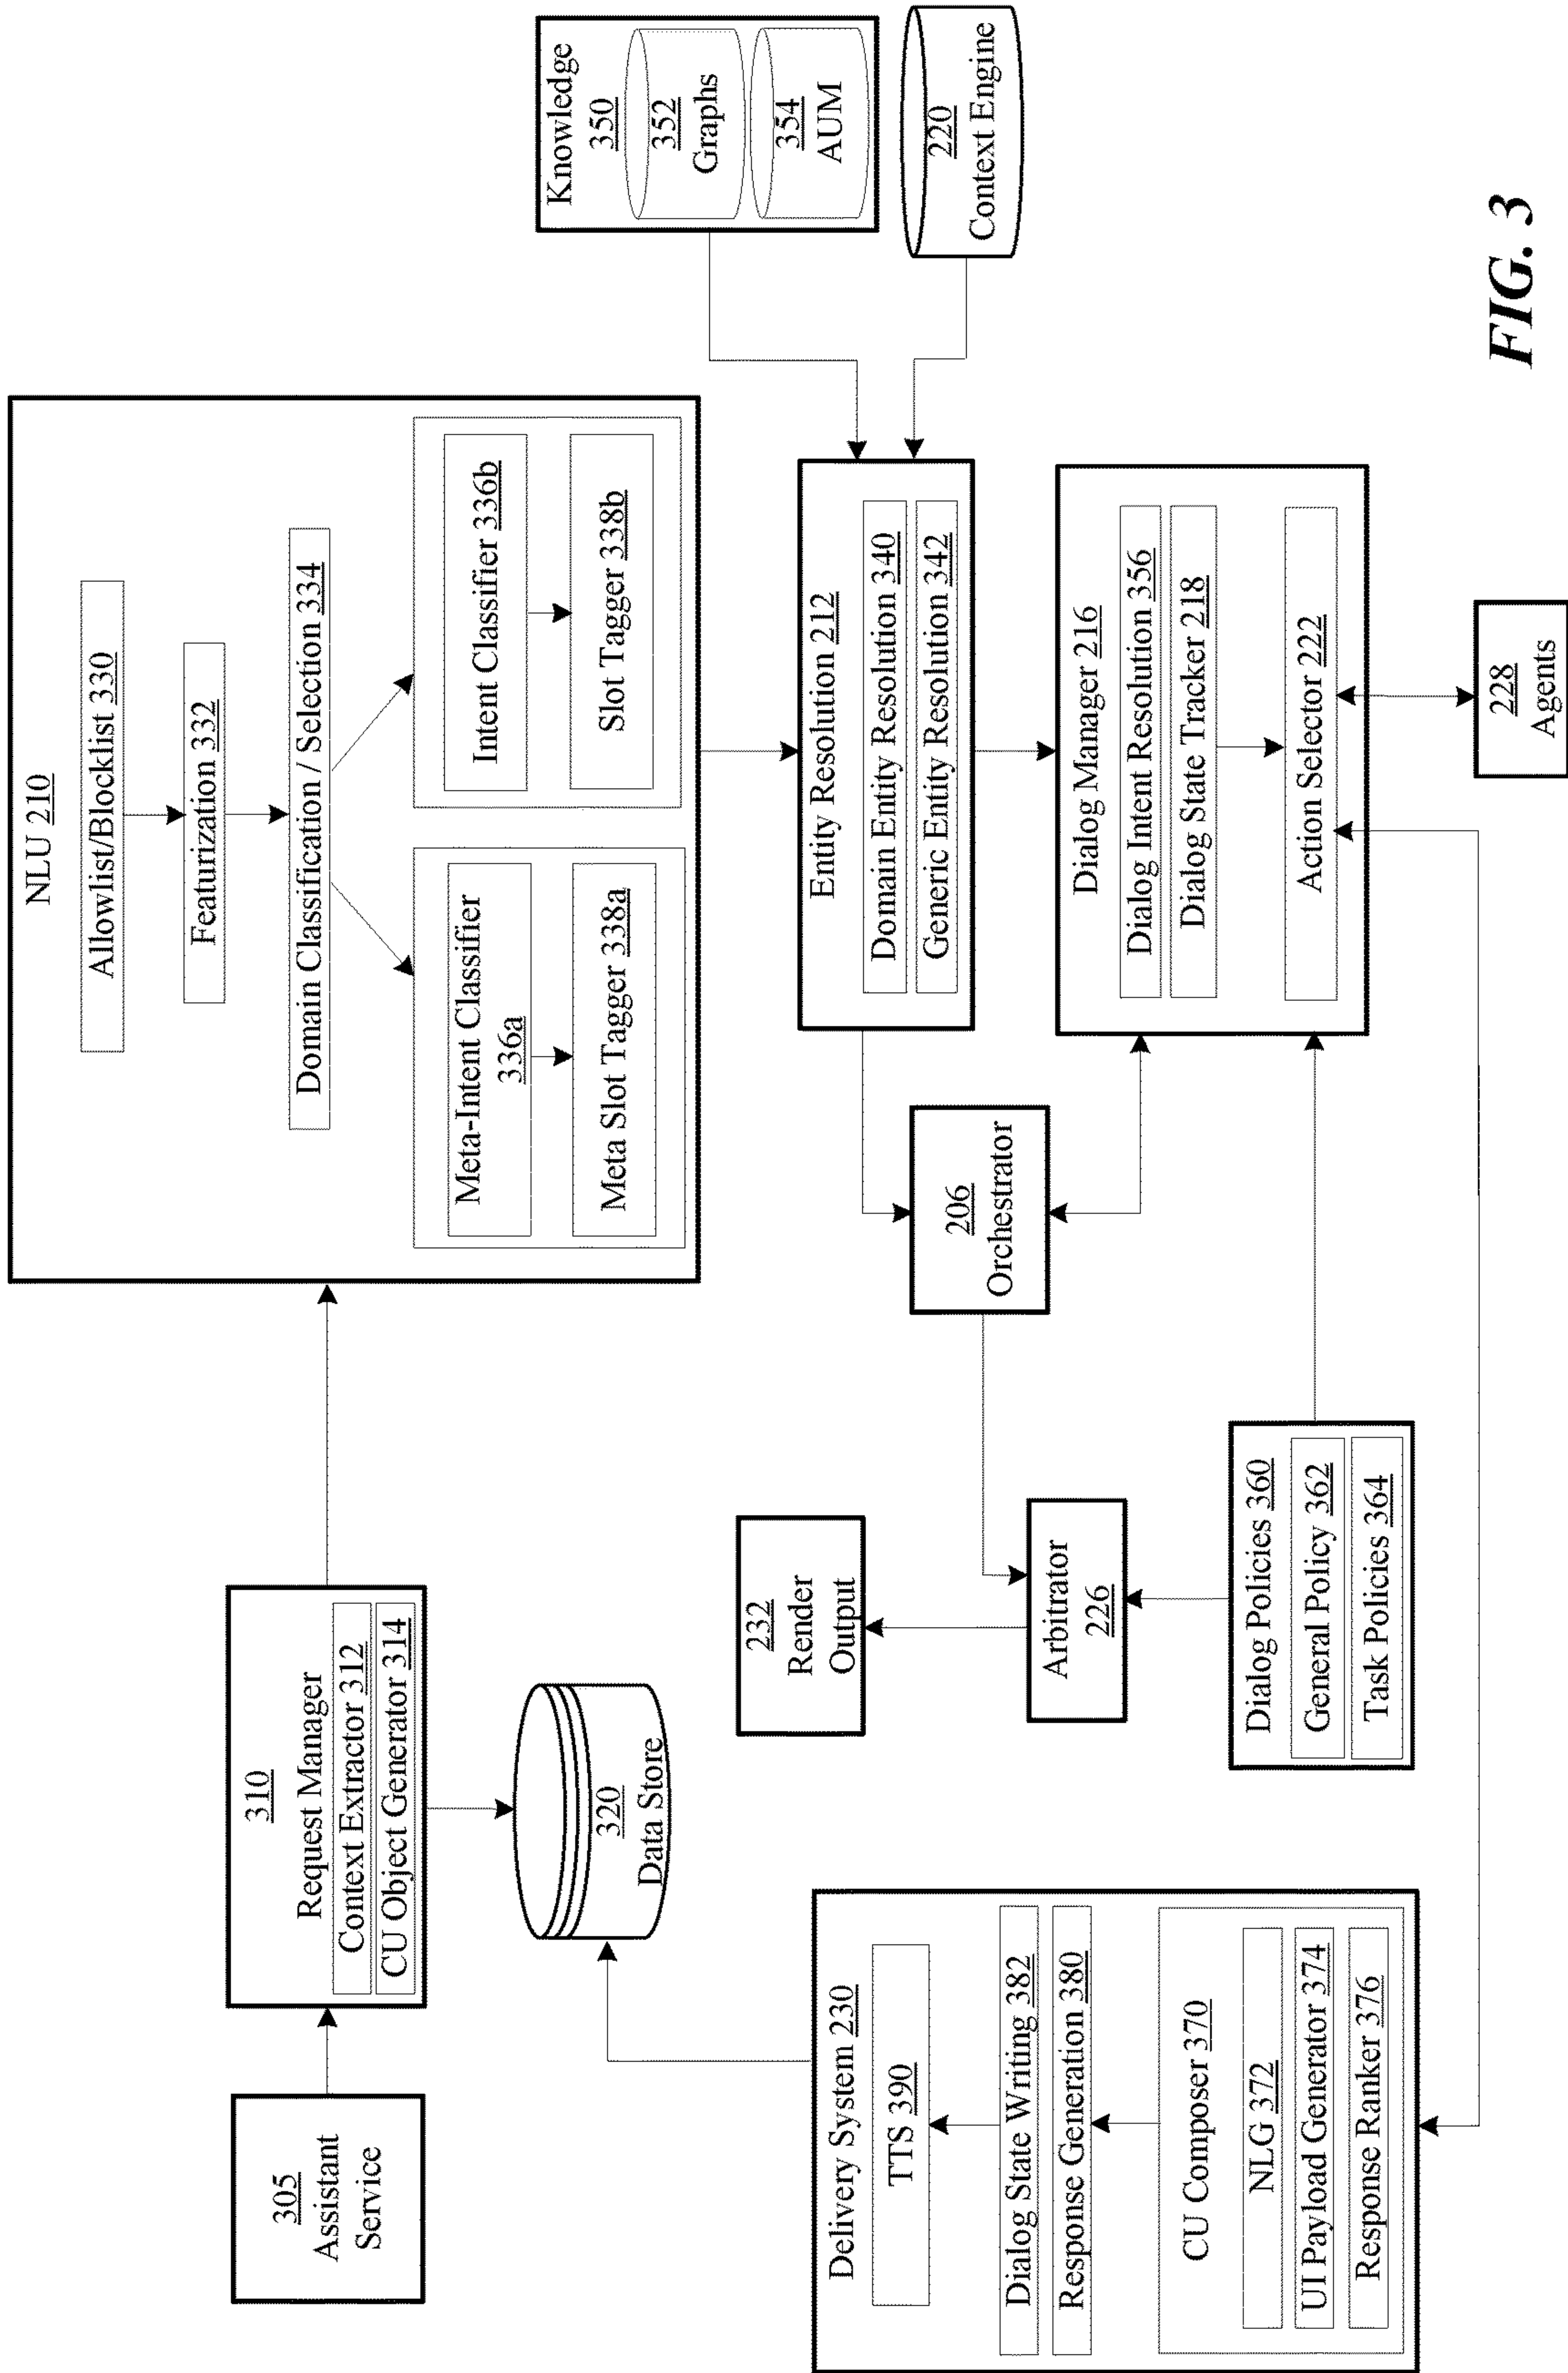 305
Assistant
Service
310
Request Manager
Context Extractor 312
CU Object Generator 314
320
Data Store
NLU 210
Allowlist/Blocklist 330
Featurization 332
Domain Classification / Selection 334
Meta-Intent Classifier
336a
Meta Slot Tagger 338a
Intent Classifier 336b
Slot Tagger 338b
Knowledge
350
352
Graphs
354
AUM
220
Context Engine
Entity Resolution 212
Domain Entity Resolution 340
Generic Entity Resolution 342
Dialog Manager 216
Dialog Intent Resolution 356
Dialog State Tracker 218
Action Selector 222
228
Agents
206
Orchestrator
232
Render
Output
Arbitrator
226
Dialog Policies 360
General Policy 362
Task Policies 364
Delivery System 230
TTS 390
Dialog State Writing 382
Response Generation 380
CU Composer 370
NLG 372
UI Payload Generator 374
Response Ranker 376
FIG. 3